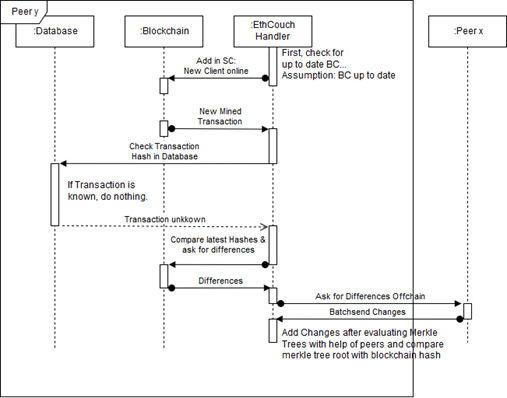 Peer y
:Database
:Blockchain
:EthCouch
Handler
:Peer x
First, check for
up to date BC...
Assumption: BC up to date
Add in SC:
New Client online
New Mined
Transaction
Check Transaction
Hash in Database
If Transaction is
known, do nothing.
Transaction unkkown
Compare latest Hashes &
ask for differences
Differences
Ask for Differences Offchain
Batchsend Changes
Add Changes after evaluating Merkle
Trees with help of peers and compare
merkle tree root with blockchain hash